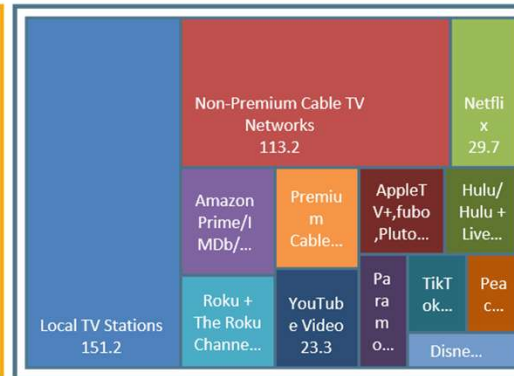 Local TV Stations
151.2
Non-Premium Cable TV
Networks
113.2
Netfli
x
29.7
Amazon
Prime/I
MDb/...
Premiu
m
Cable...
AppleT
V+,fubo
,Pluto...
Hulu/
Hulu +
Live...
Roku +
The Roku
Channe...
YouTub
e Video
23.3
Pa
ra
m
o...
TikT
ok...
Peac
c...
Disne...